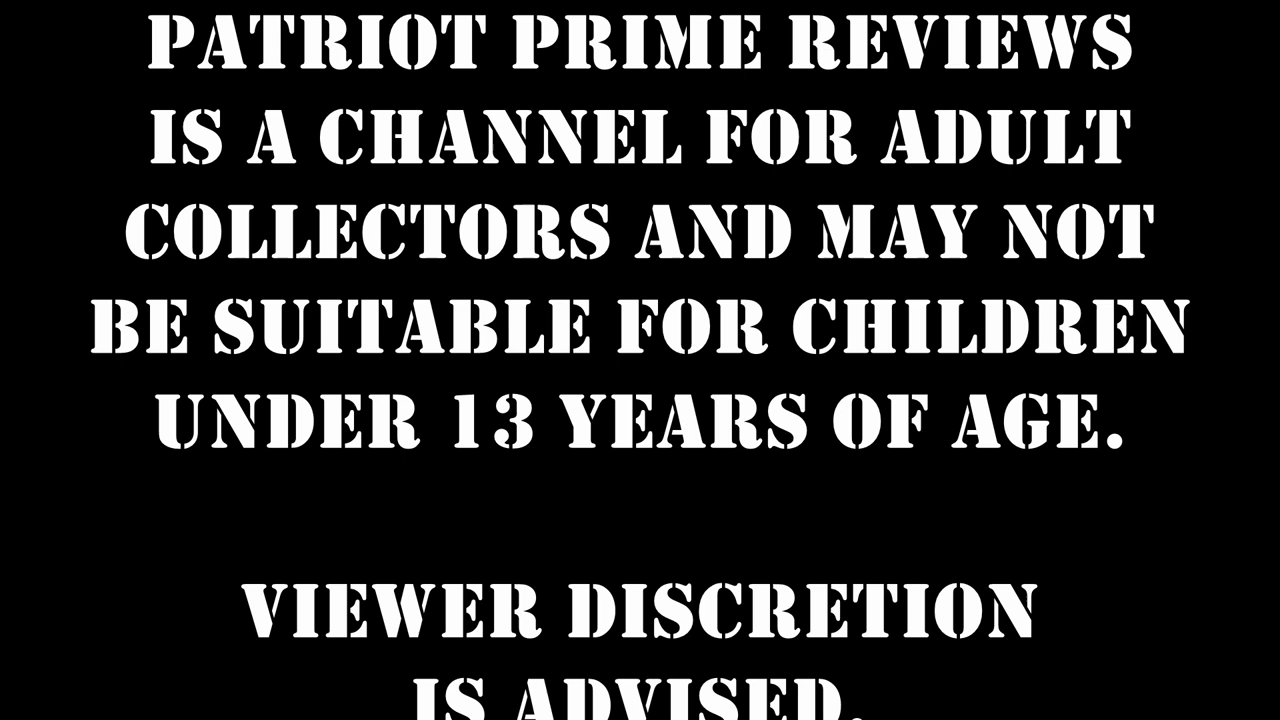 PATRIOT PRIME REVIEWS
IS A CHANNEL FOR ADULT
COLLECTORS AND MAY NOT
BE SUITABLE FOR CHILDREN
UNDER 13 YEARS OF AGE.
VIEWER DISCRETION
IS ADVISED.